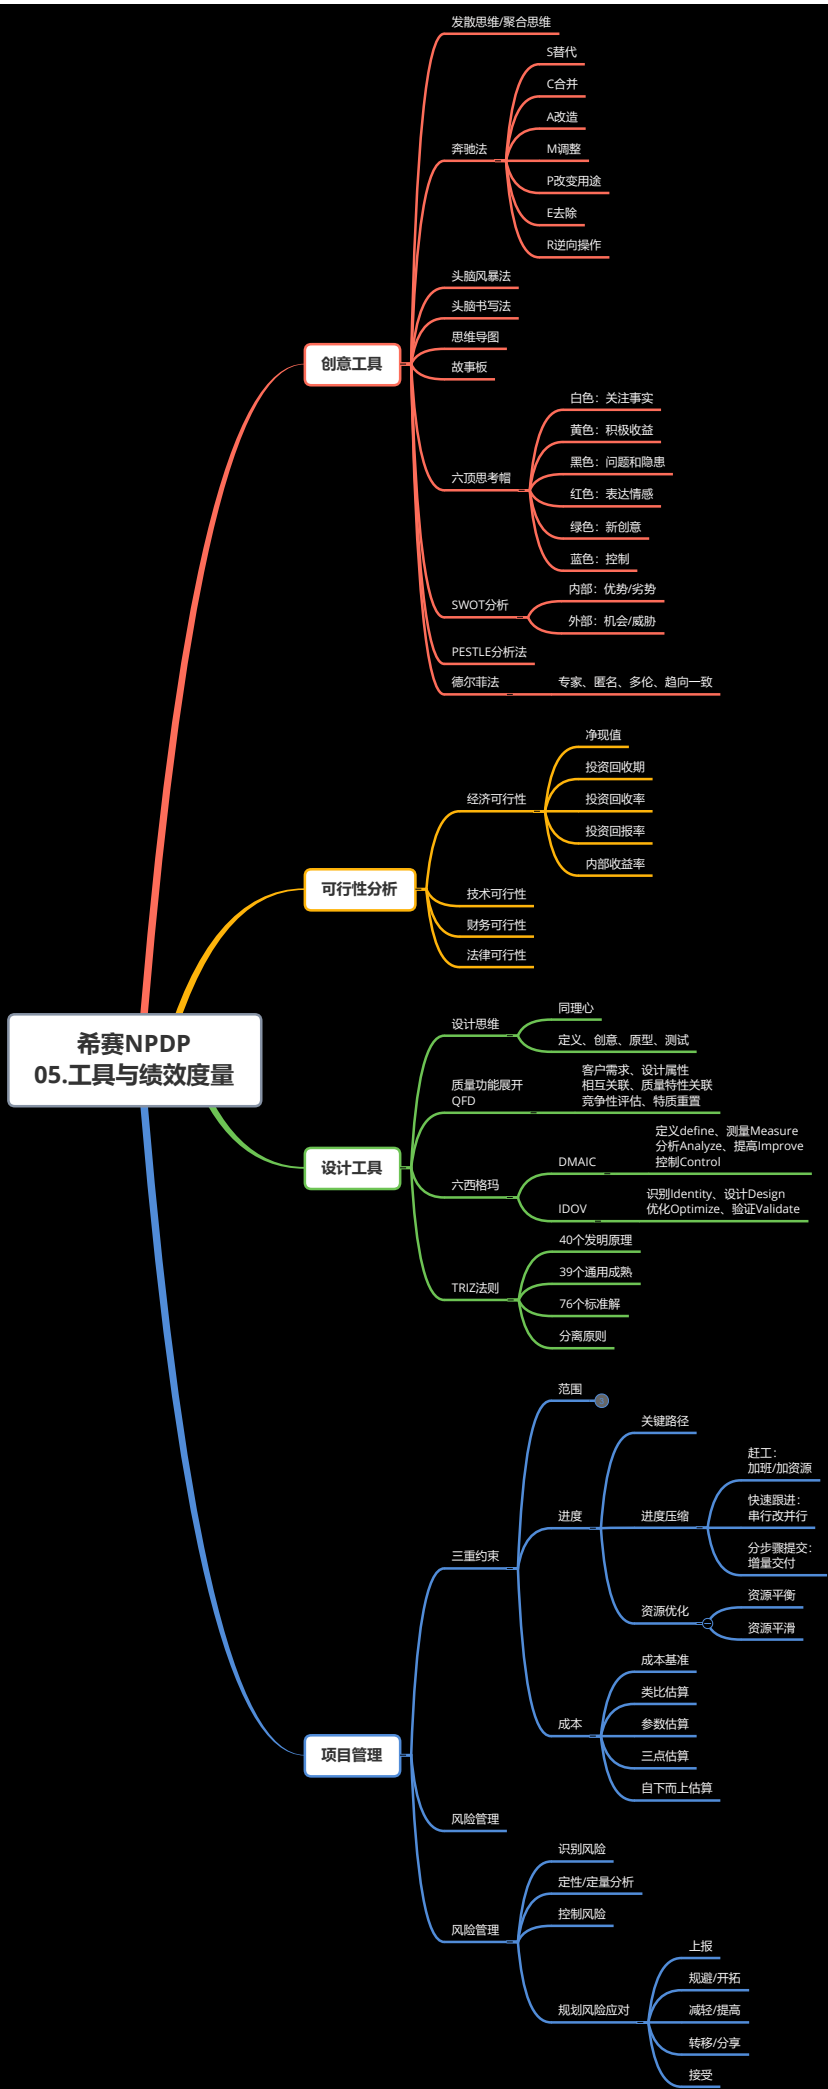 希赛NPDP
05.工具与绩效度量
创意工具
发散思维/聚合思维
奔驰法
S替代
C合并
A改造
M调整
P改变用途
E去除
R逆向操作
头脑风暴法
头脑书写法
思维导图
故事板
六顶思考帽
白色：关注事实
黄色：积极收益
黑色：问题和隐患
红色：表达情感
绿色：新创意
蓝色：控制
SWOT分析
内部：优势/劣势
外部：机会/威胁
PESTLE分析法
德尔菲法
专家、匿名、多伦、趋向一致
可行性分析
经济可行性
净现值
投资回收期
投资回收率
投资回报率
内部收益率
技术可行性
财务可行性
法律可行性
设计工具
设计思维
同理心
定义、创意、原型、测试
质量功能展开
QFD
客户需求、设计属性
相互关联、质量特性关联
竞争性评估、特质重置
六西格玛
DMAIC
定义define、测量Measure
分析Analyze、提高Improve
控制Control
IDOV
识别Identity、设计Design
优化Optimize、验证Validate
TRIZ法则
40个发明原理
39个通用成熟
76个标准解
分离原则
项目管理
三重约束
范围
进度
关键路径
进度压缩
赶工：
加班/加资源
快速跟进：
串行改并行
分步骤提交：
增量交付
资源优化
资源平衡
资源平滑
成本
成本基准
类比估算
参数估算
三点估算
自下而上估算
风险管理
风险管理
识别风险
定性/定量分析
控制风险
规划风险应对
上报
规避/开拓
减轻/提高
转移/分享
接受